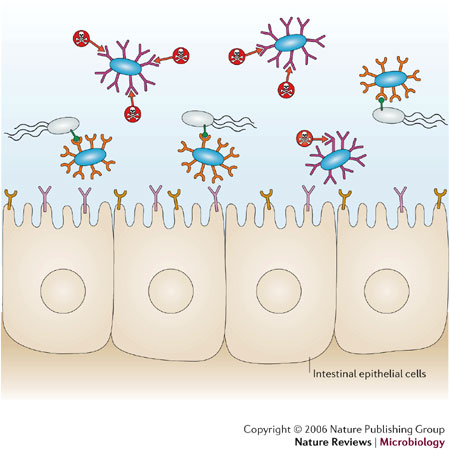 Intestinal epithelial cells
Copyright © 2006 Nature Publishing Group
Nature Reviews | Microbiology